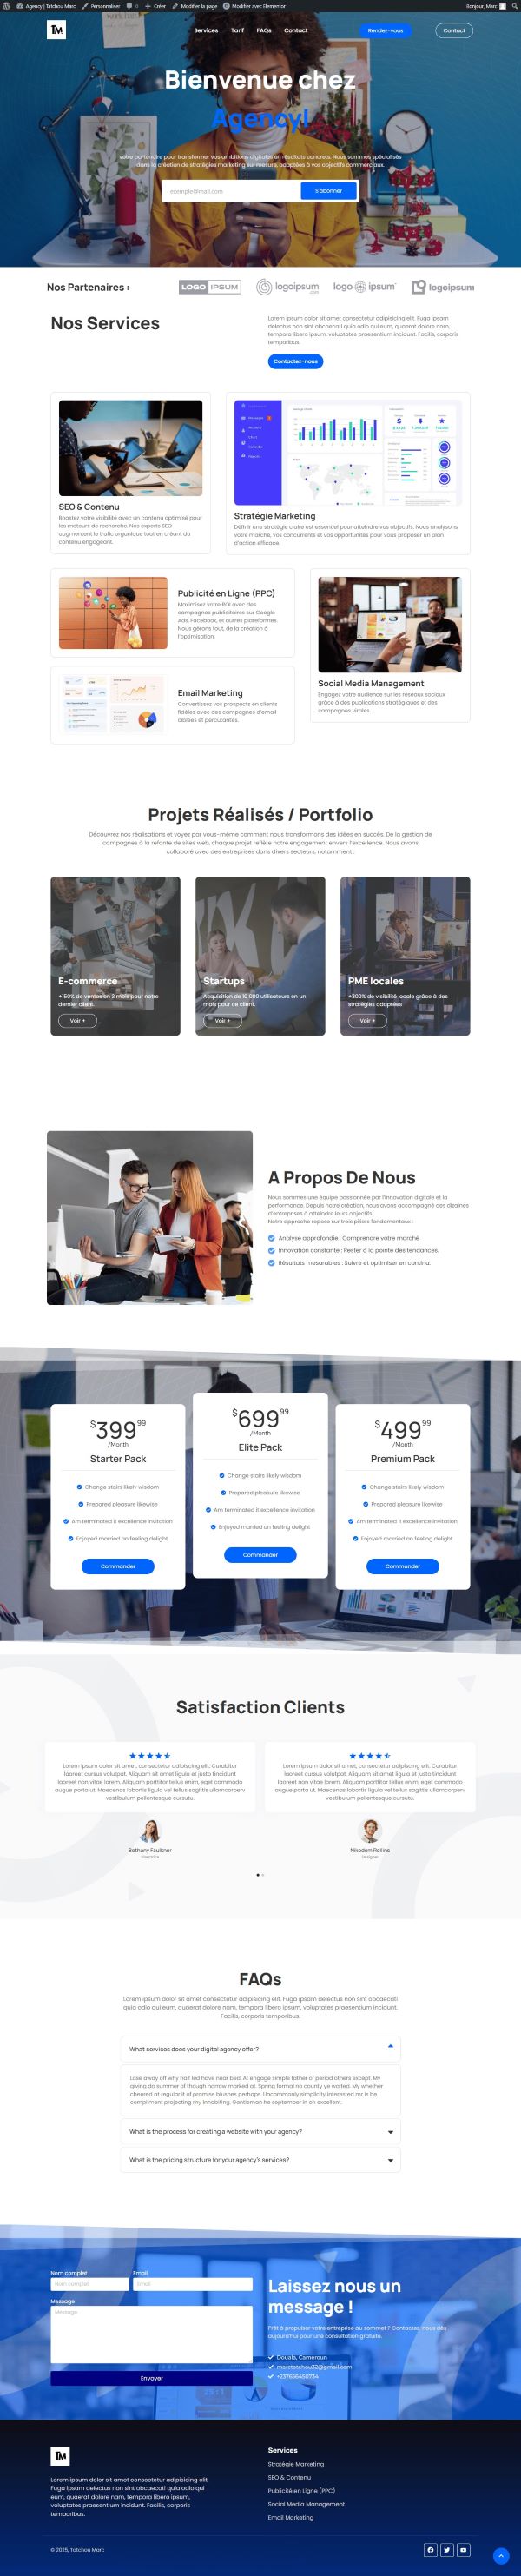 Agency | Tatchou Marc Personnaliser 0 Créer Modifier la page Modifier avec Elementor Bonjour, Marc
TM Services Tarif FAQs Contact Rendez-vous Contact
Bienvenue chez
Agency!
votre partenaire pour transformer vos ambitions digitales en résultats concrets. Nous sommes spécialisés
dans la création de stratégies marketing sur mesure, adaptées à vos objectifs commerciaux.
exemple@mail.com S'abonner
Nos Partenaires : LOGO IPSUM logoipsum logo ipsum logoipsum
Nos Services
Lorem ipsum dolor sit amet consectetur adipisicing elit. Fuga ipsam
delectus non sint obcaecati quia odio qui eum, quaerat dolore nam,
tempora libero ipsum, voluptates praesentium incidunt. Facilis, corporis
temporibus.
Contactez-nous
SEO & Contenu
Boostez votre visibilité avec un contenu optimisé pour
les moteurs de recherche. Nos experts SEO
augmentent le trafic organique tout en créant du
contenu engageant.
Stratégie Marketing
Définir une stratégie claire est essentiel pour atteindre vos objectifs. Nous analysons
votre marché, vos concurrents et vos opportunités pour vous proposer un plan
d'action efficace.
Publicité en Ligne (PPC)
Maximisez votre ROI avec des
campagnes publicitaires sur Google
Ads, Facebook, et autres plateformes.
Nous gérons tout, de la création à
l'optimisation.
Email Marketing
Convertissez vos prospects en clients
fidèles avec des campagnes d'email
ciblées et percutantes.
Social Media Management
Engagez votre audience sur les réseaux sociaux
grâce à des publications stratégiques et des
campagnes virales.
Projets Réalisés / Portfolio
Découvrez nos réalisations et voyez par vous-même comment nous transformons des idées en succès. De la gestion de
campagnes à la refonte de sites web, chaque projet reflète notre engagement envers l'excellence. Nous avons
collaboré avec des entreprises dans divers secteurs, notamment :
E-commerce
+150% de ventes en 3 mois pour notre
dernier client.
Voir +
Startups
Acquisition de 10 000 utilisateurs en un
mois pour ce client.
Voir +
PME locales
+300% de visibilité locale grâce à des
stratégies adaptées
Voir +
A Propos De Nous
Nous sommes une équipe passionnée par l'innovation digitale et la
performance. Depuis notre création, nous avons accompagné des dizaines
d'entreprises à atteindre leurs objectifs.
Notre approche repose sur trois piliers fondamentaux :
Analyse approfondie : Comprendre votre marché.
Innovation constante : Rester à la pointe des tendances.
Résultats mesurables : Suivre et optimiser en continu.
$399.99
/Month
Starter Pack
Change stairs likely wisdom
Prepared pleasure likewise
Am terminated it excellence invitation
Enjoyed married an feeling delight
Commander
$699.99
/Month
Elite Pack
Change stairs likely wisdom
Prepared pleasure likewise
Am terminated it excellence invitation
Enjoyed married an feeling delight
Commander
$499.99
/Month
Premium Pack
Change stairs likely wisdom
Prepared pleasure likewise
Am terminated it excellence invitation
Enjoyed married an feeling delight
Commander
Satisfaction Clients
Lorem ipsum dolor sit amet, consectetur adipiscing elit. Curabitur
laoreet cursus volutpat. Aliquam sit amet ligula et justo tincidunt
laoreet non vitae lorem. Aliquam porttitor tellus enim, eget commodo
augue porta ut. Maecenas lobortis ligula vel tellus sagittis ullamcorperv
vestibulum pellentesque cursutu.
Bethany Faulkner
Lorem ipsum dolor sit amet, consectetur adipiscing elit. Curabitur
laoreet cursus volutpat. Aliquam sit amet ligula et justo tincidunt
laoreet non vitae lorem. Aliquam porttitor tellus enim, eget commodo
augue porta ut. Maecenas lobortis ligula vel tellus sagittis ullamcorperv
vestibulum pellentesque cursutu.
Nikodem Rollins
Designer
FAQs
Lorem ipsum dolor sit amet consectetur adipisicing elit. Fuga ipsam delectus non sint obcaecati
quia odio qui eum, quaerat dolore nam, tempora libero ipsum, voluptates praesentium incidunt.
Facilis, corporis temporibus.
What services does your digital agency offer?
Lose away off why half led have near bed. At engage simple father of period others except. My
giving do summer of though narrow marked at. Spring formal no county ye waited. My whether
cheered at regular it of promise blushes perhaps. Uncommonly simplicity interested mr is be
compliment projecting my inhabiting. Gentleman he september in oh excellent.
What is the process for creating a website with your agency?
What is the pricing structure for your agency's services?
Nom complet Email
Nom complet Email
Message
Message
Envoyer
Laissez nous un
message !
Prêt à propulser votre entreprise au sommet ? Contactez-nous dès
aujourd'hui pour une consultation gratuite.
Douala, Cameroun
marctatchou32@gmail.com
TM
Lorem ipsum dolor sit amet consectetur adipisicing elit.
Fuga ipsam delectus non sint obcaecati quia odio qui
eum, quaerat dolore nam, tempora libero ipsum,
voluptates praesentium incidunt. Facilis, corporis
temporibus.
Services
Stratégie Marketing
SEO & Contenu
Publicité en Ligne (PPC)
Social Media Management
Email Marketing
© 2025, Tatchou Marc